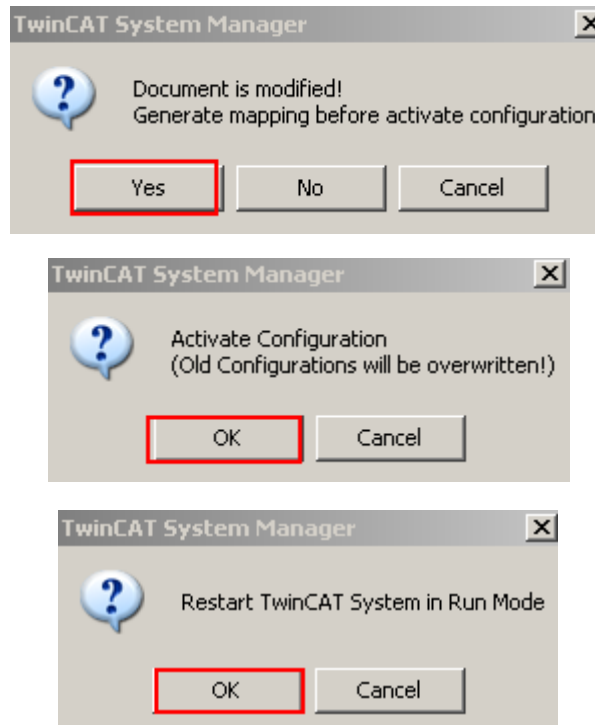 TwinCAT System Manager
Document is modified!
Generate mapping before activate configuration
Yes No Cancel
TwinCAT System Manager
Activate Configuration
(Old Configurations will be overwritten!)
OK Cancel
TwinCAT System Manager
Restart TwinCAT System in Run Mode
OK Cancel